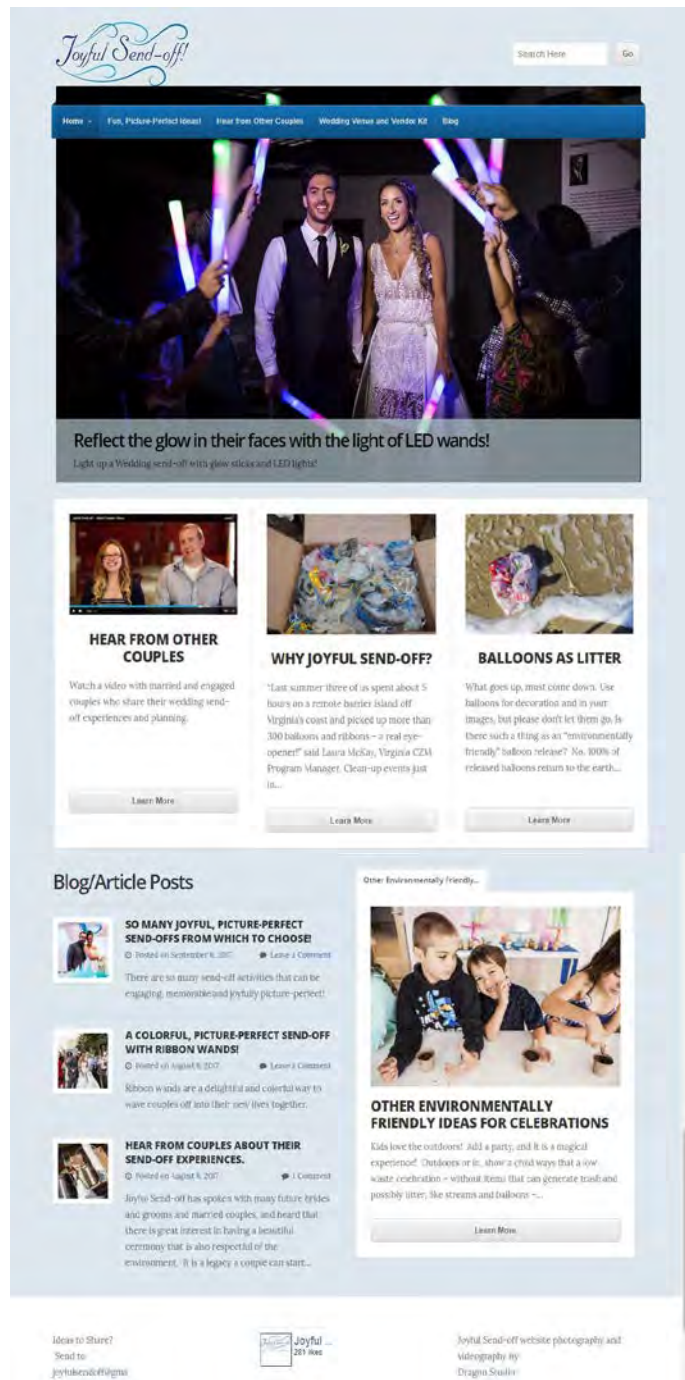 Joyful Send-off!
Search Here
Go
Home
Fun, Picture-Perfect Ideas!
Hear from Other Couples
Wedding Venue and Vendor Kit
Blog
Reflect the glow in their faces with the light of LED wands!
Light up a Wedding send-off with glow sticks and LED lights!
HEAR FROM OTHER
COUPLES
Watch a video with married and engaged
couples who share their wedding send-
off experiences and planning.
Learn More
WHY JOYFUL SEND-OFF?
"Last summer three of us spent about 5
hours on a remote barrier island off
Virginia's coast and picked up more than
300 balloons and ribbons – a real eye-
opener!" said Laura McKay, Virginia CZM
Program Manager. Clean-up events just
in...
Learn More
BALLOONS AS LITTER
What goes up, must come down. Use
balloons for decoration and in your
images, but please don't let them go. Is
there such a thing as an "environmentally
friendly" balloon release? No. 100% of
released balloons return to the earth...
Learn More
Blog/Article Posts
SO MANY JOYFUL, PICTURE-PERFECT
SEND-OFFS FROM WHICH TO CHOOSE!
Posted on September 8, 2017
Leave a Comment
There are so many send-off activities that can be
engaging, memorable and joyfully picture-perfect!
A COLORFUL, PICTURE-PERFECT SEND-OFF
WITH RIBBON WANDS!
Posted on August 8, 2017
Leave a Comment
Ribbon wands are a delightful and colorful way to
wave couples off into their new lives together.
HEAR FROM COUPLES ABOUT THEIR
SEND-OFF EXPERIENCES.
Posted on August 8, 2017
1 Comment
Joyful Send-off has spoken with many future brides
and grooms and married couples, and heard that
there is great interest in having a beautiful
ceremony that is also respectful of the
environment. It is a legacy a couple can start...
Other Environmentally Friendly...
OTHER ENVIRONMENTALLY
FRIENDLY IDEAS FOR CELEBRATIONS
Kids love the outdoors! Add a party, and it is a magical
experience! Outdoors or in, show a child ways that a low-
waste celebration – without items that can generate trash and
possibly litter, like streams and balloons –...
Learn More
Ideas to Share?
Send to
joyfulsendoff@gma
Joyful ...
281 likes
Joyful Send-off website photography and
videography by
Dragon Studio